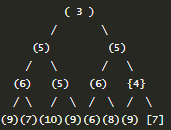 ( 3 )
/ \
(5) (5)
/ \ / \
(6) (5) (6) {4}
/ \ / \ / \ / \
(9)(7)(10)(9)(6)(8)(9) [7]